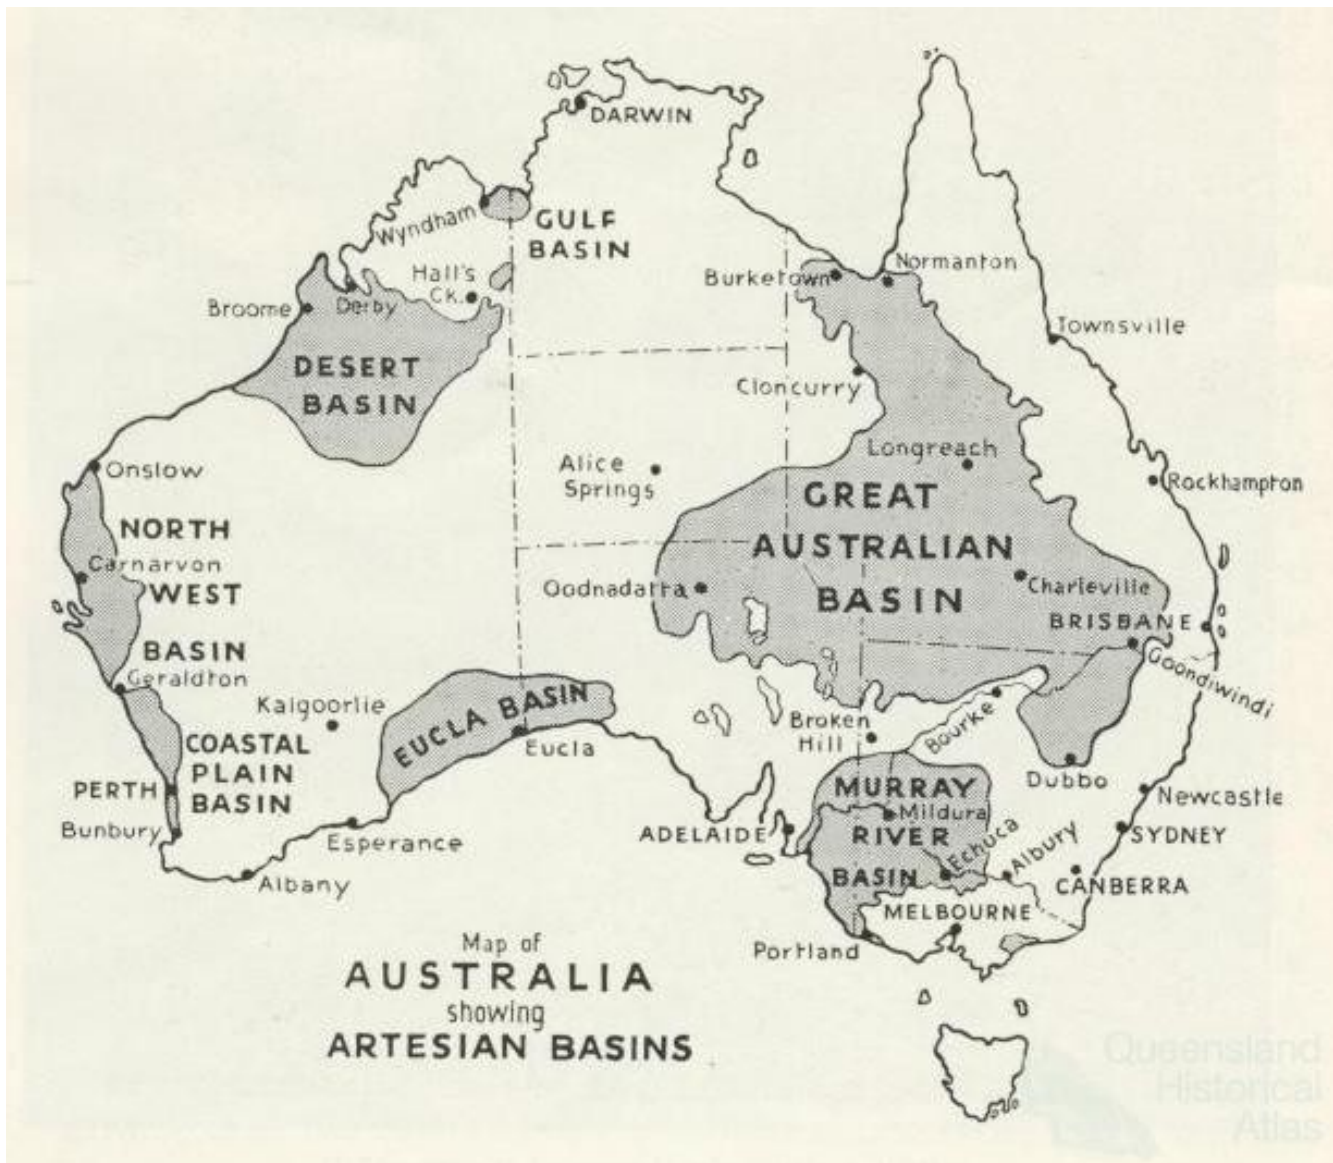 DARWIN
Wyndham
GULF
BASIN
Hall's
Ck.
Burketown
Normanton
Broome
Derby
Townsville
DESERT
BASIN
Cloncurry
Longreach
Onslow
Alice
Springs
GREAT
AUSTRALIAN
BASIN
Rockhampton
NORTH
WEST
BASIN
Carnarvon
Oodnadatta
Charleville
BRISBANE
Goondiwindi
Geraldton
Kalgoorlie
EUCLA BASIN
Eucla
Broken
Hill
Bourke
COASTAL
PLAIN
BASIN
PERTH
Bunbury
MURRAY
RIVER
BASIN
Mildura
Dubbo
Newcastle
Esperance
ADELAIDE
Echuca
Albury
SYDNEY
Albany
CANBERRA
MELBOURNE
Portland
Map of
AUSTRALIA
showing
ARTESIAN BASINS
Queensland
Historical
Atlas